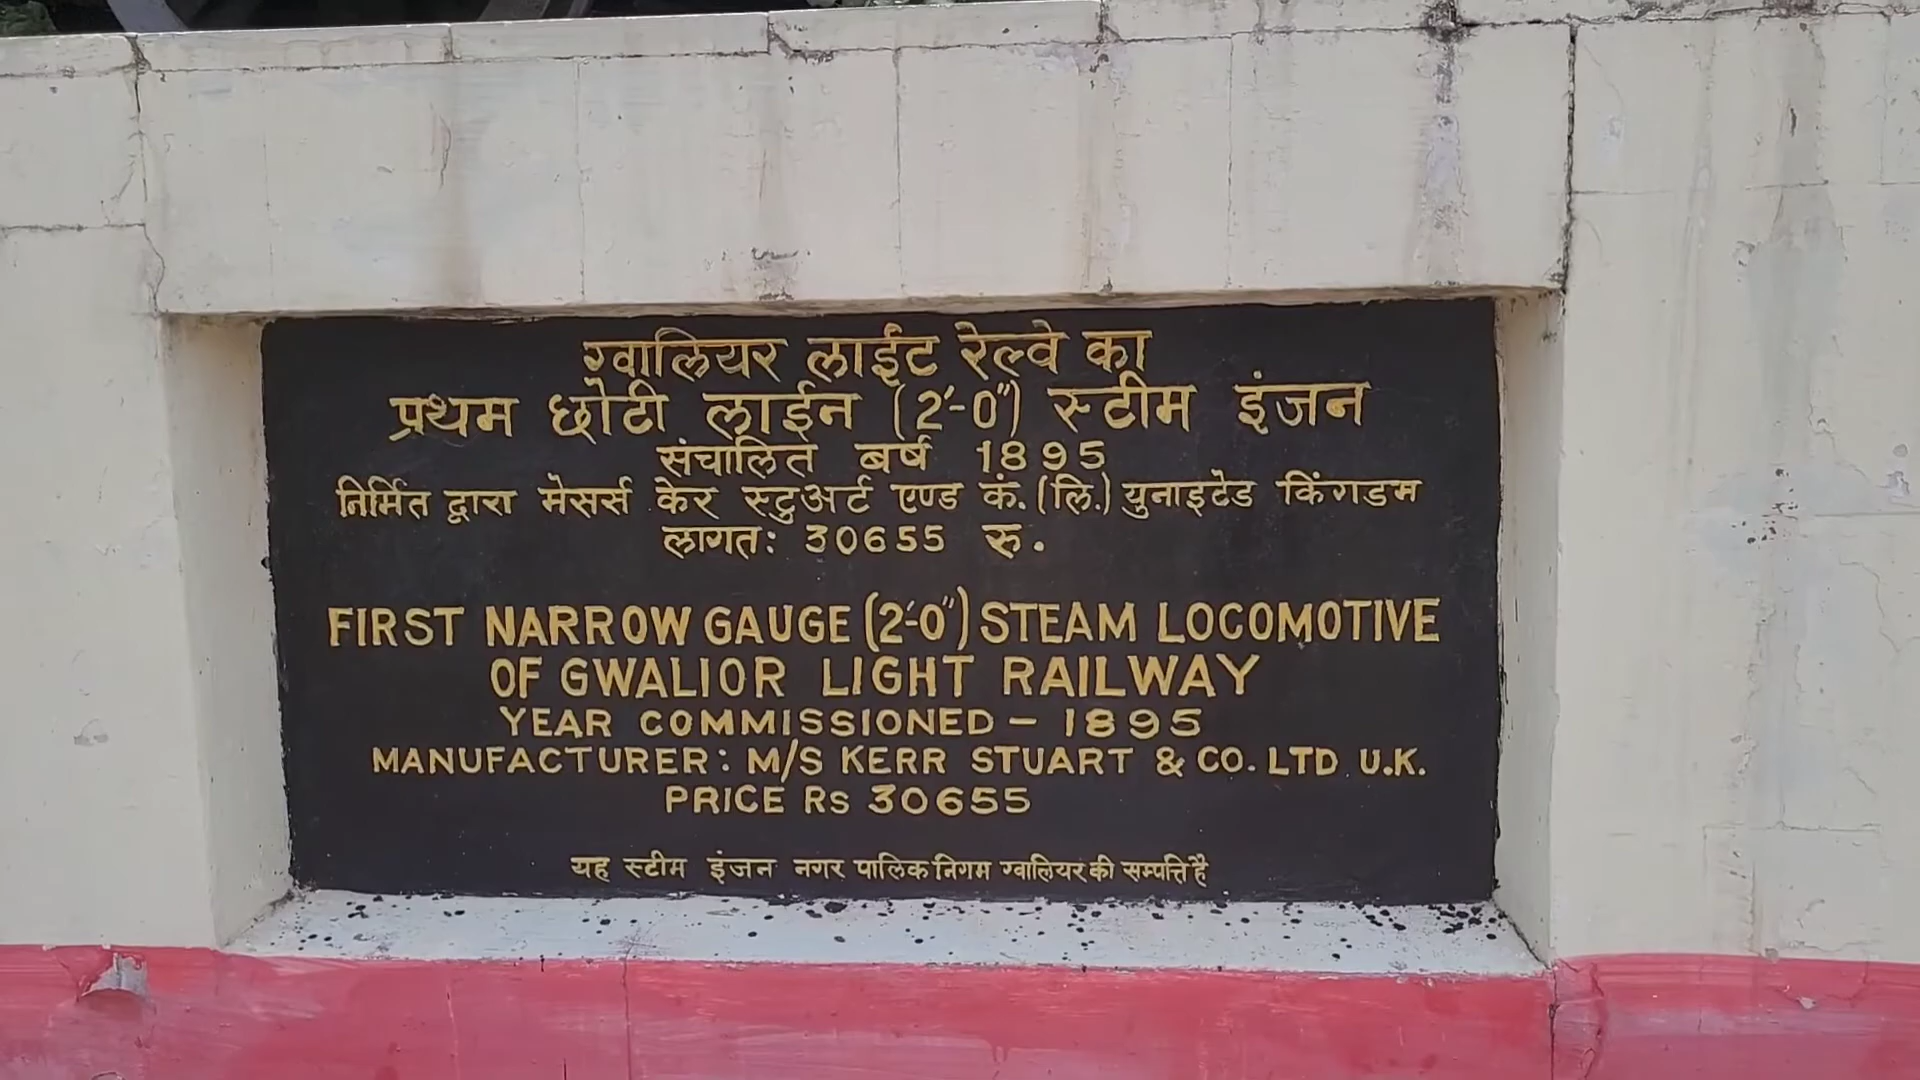 ग्वालियर लाईट रेल्वे का
प्रथम छोटी लाईन (2'-0") स्टीम इंजन
संचालित बर्ष 1895
निर्मित द्वारा मेसर्स केर स्टुअर्ट एण्ड कं. (लि.) युनाइटेड किंगडम
लागत: 30655 रु.
FIRST NARROW GAUGE (2'-0") STEAM LOCOMOTIVE
OF GWALIOR LIGHT RAILWAY
YEAR COMMISSIONED - 1895
MANUFACTURER: M/S KERR STUART & CO. LTD U.K.
PRICE Rs 30655
यह स्टीम इंजन नगर पालिक निगम ग्वालियर की सम्पत्ति है